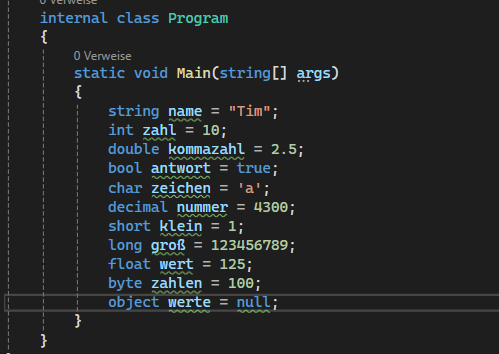 0 Verweise
internal class Program
{
0 Verweise
static void Main(string[] args)
{
string name = "Tim";
int zahl = 10;
double kommazahl = 2.5;
bool antwort = true;
char zeichen = 'a';
decimal nummer = 4300;
short klein = 1;
long groß = 123456789;
float wert = 125;
byte zahlen = 100;
object werte = null;
}
}